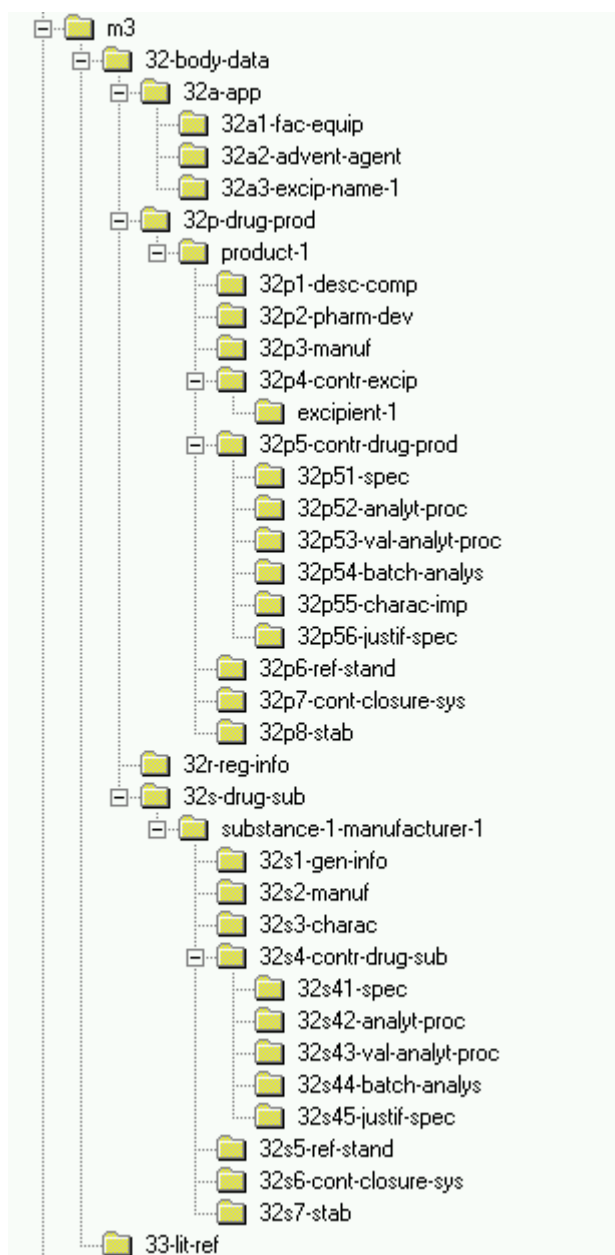 m3
32-body-data
32a-app
32a1-fac-equip
32a2-advent-agent
32a3-excip-name-1
32p-drug-prod
product-1
32p1-desc-comp
32p2-pharm-dev
32p3-manuf
32p4-contr-excip
excipient-1
32p5-contr-drug-prod
32p51-spec
32p52-analyt-proc
32p53-val-analyt-proc
32p54-batch-analys
32p55-charac-imp
32p56-justif-spec
32p6-ref-stand
32p7-cont-closure-sys
32p8-stab
32r-reg-info
32s-drug-sub
substance-1-manufacturer-1
32s1-gen-info
32s2-manuf
32s3-charac
32s4-contr-drug-sub
32s41-spec
32s42-analyt-proc
32s43-val-analyt-proc
32s44-batch-analys
32s45-justif-spec
32s5-ref-stand
32s6-cont-closure-sys
32s7-stab
33-lit-ref